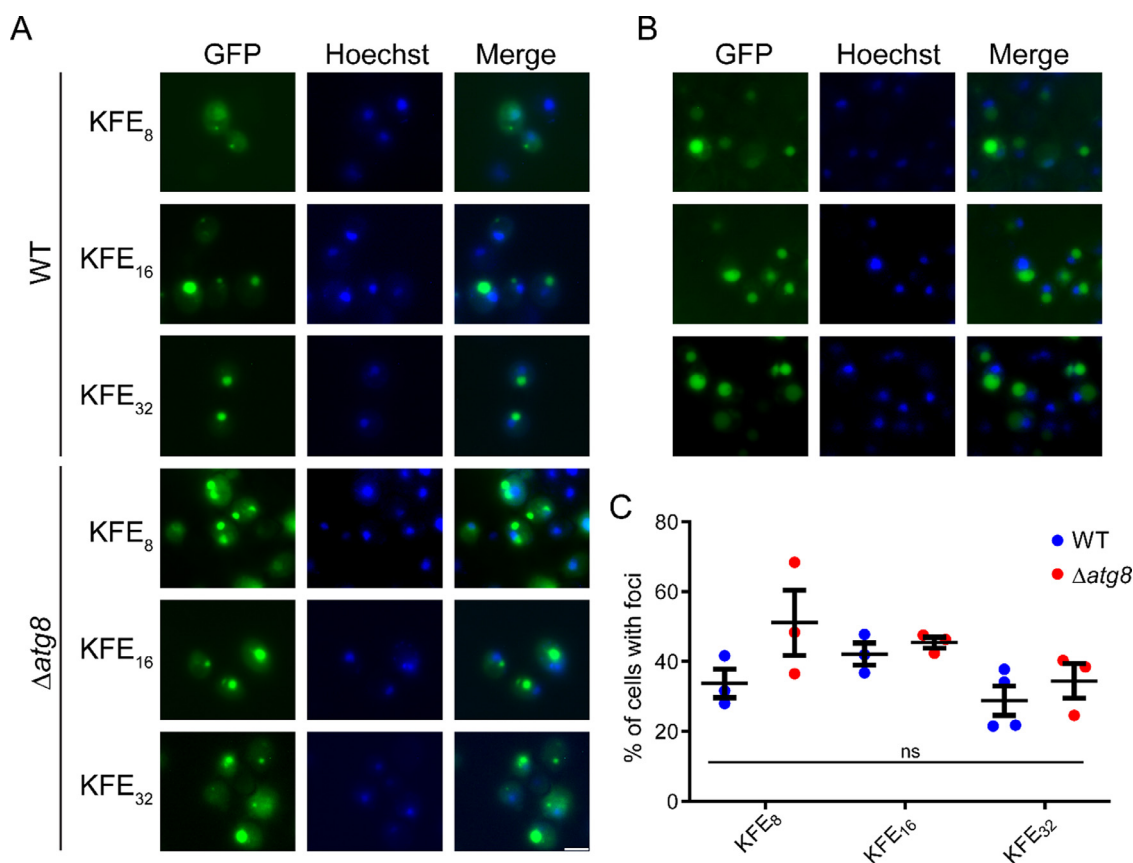 A
GFP Hoechst Merge
WT
KFE8
KFE16
KFE32
Δatg8
KFE8
KFE16
KFE32
B
GFP Hoechst Merge
C
% of cells with foci
80
60
40
20
0
WT
Δatg8
ns
KFE8
KFE16
KFE32